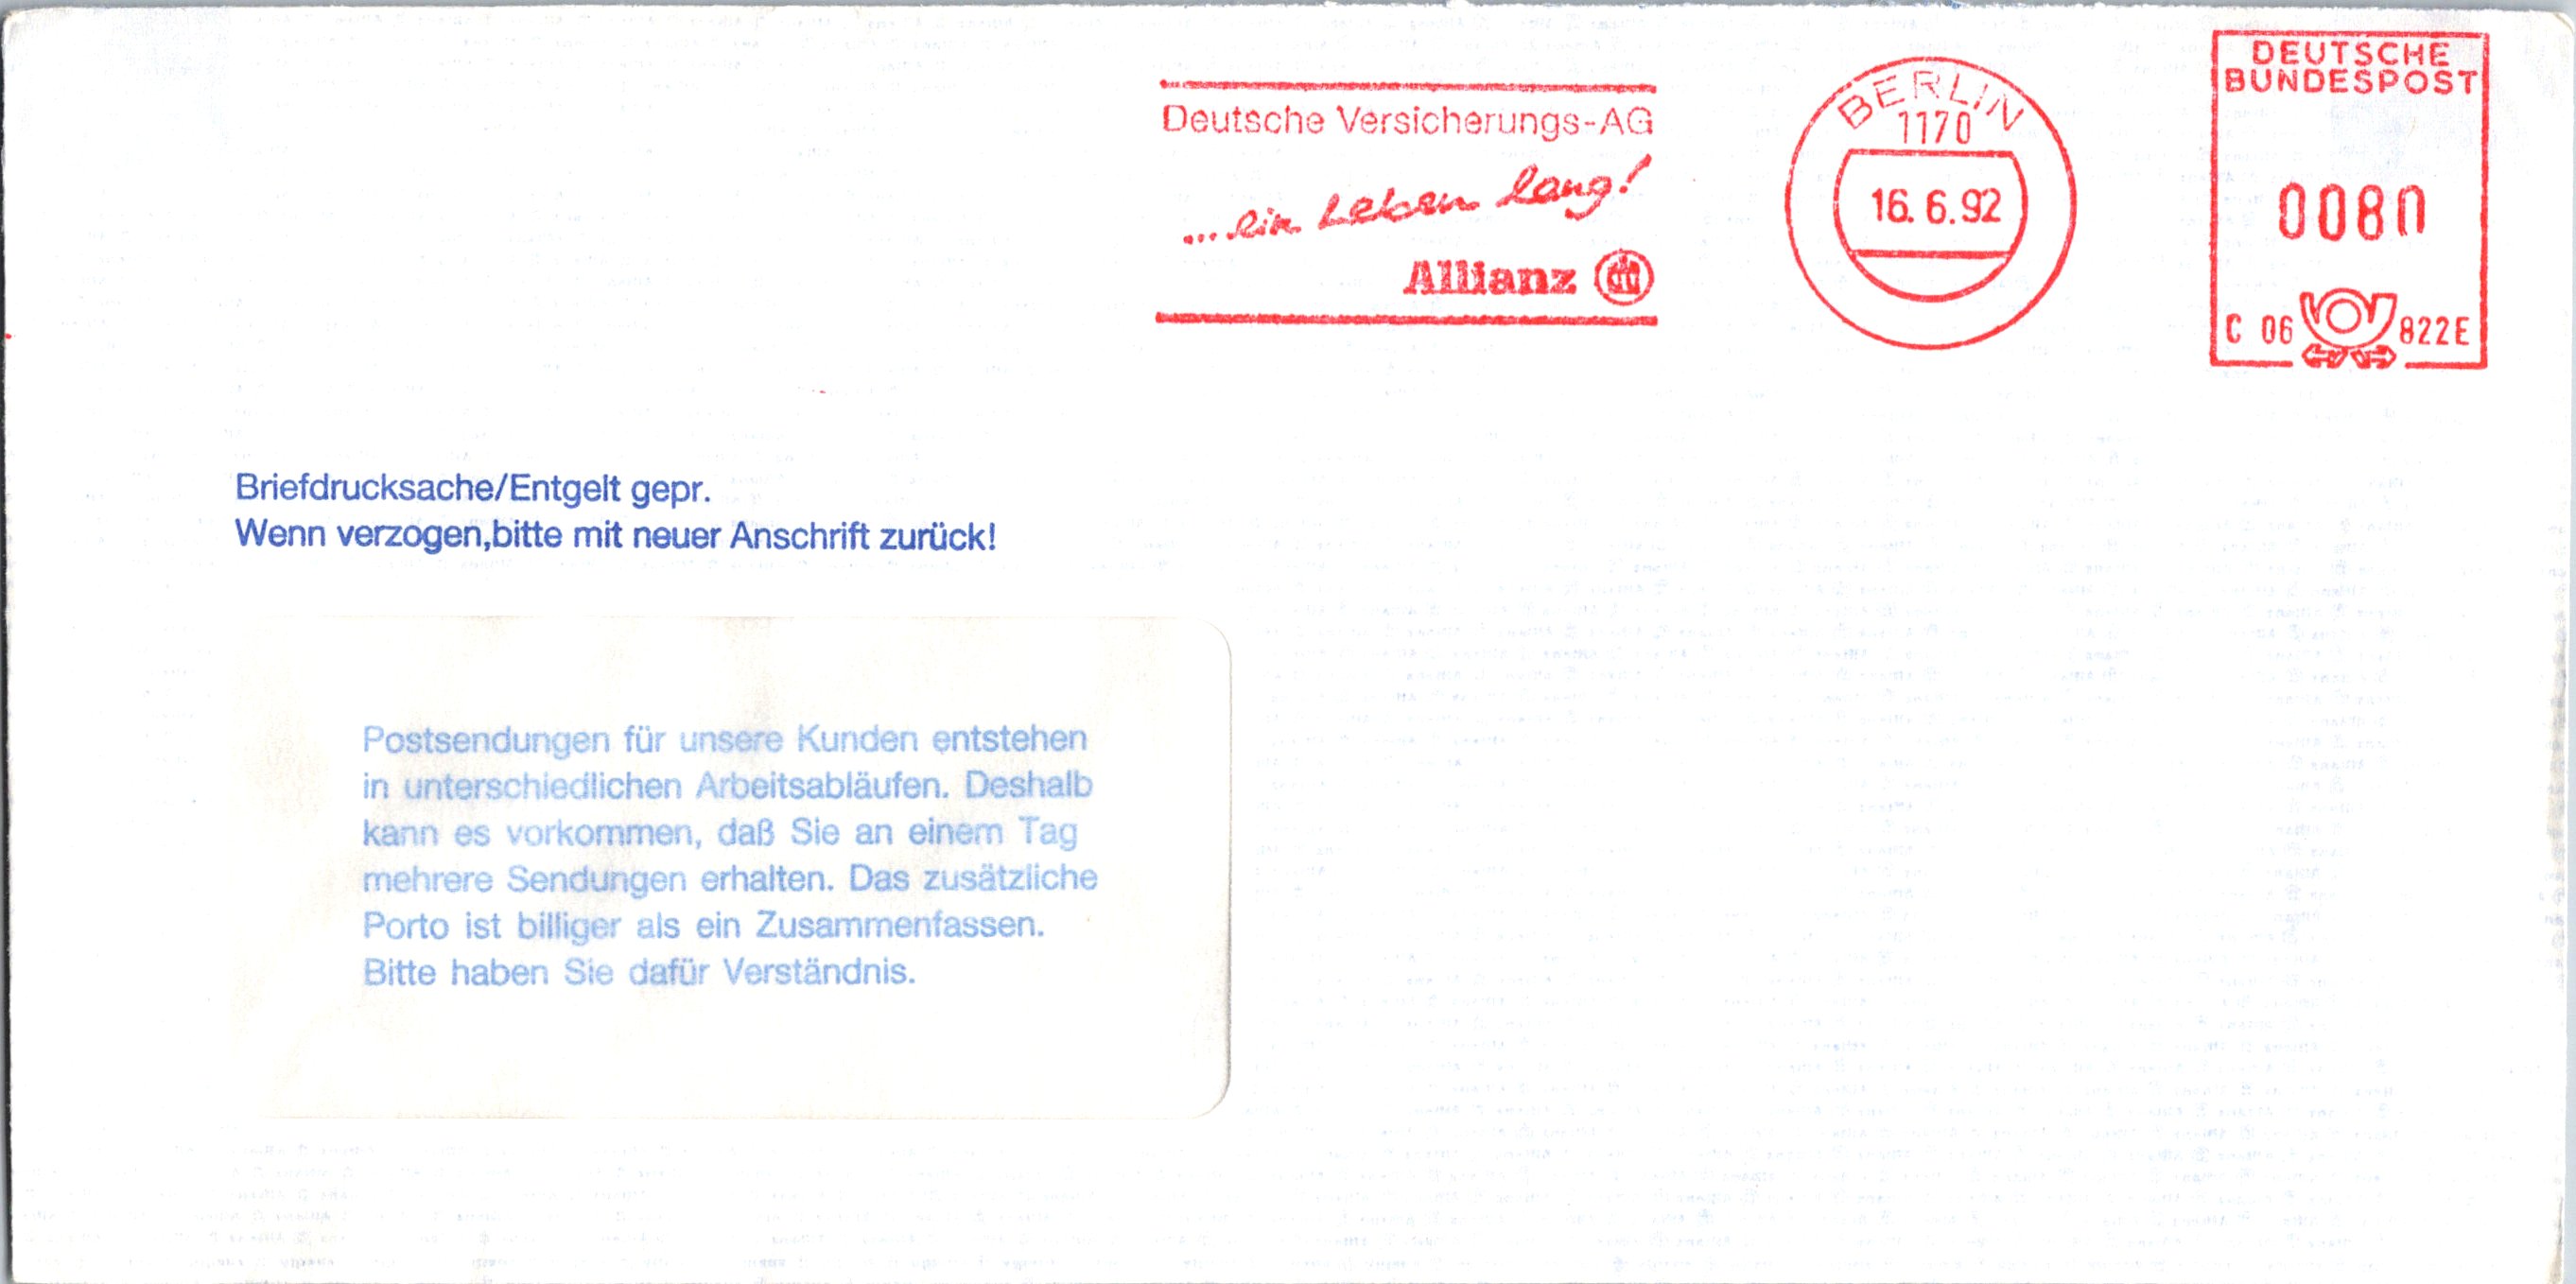 Deutsche Versicherungs-AG
...ein Leben lang!
Allianz
BERLIN
1170
16.6.92
DEUTSCHE
BUNDESPOST
0080
C 06 822E
Briefdrucksache/Entgelt gepr.
Wenn verzogen,bitte mit neuer Anschrift zurück!
Postsendungen für unsere Kunden entstehen
in unterschiedlichen Arbeitsabläufen. Deshalb
kann es vorkommen, daß Sie an einem Tag
mehrere Sendungen erhalten. Das zusätzliche
Porto ist billiger als ein Zusammenfassen.
Bitte haben Sie dafür Verständnis.